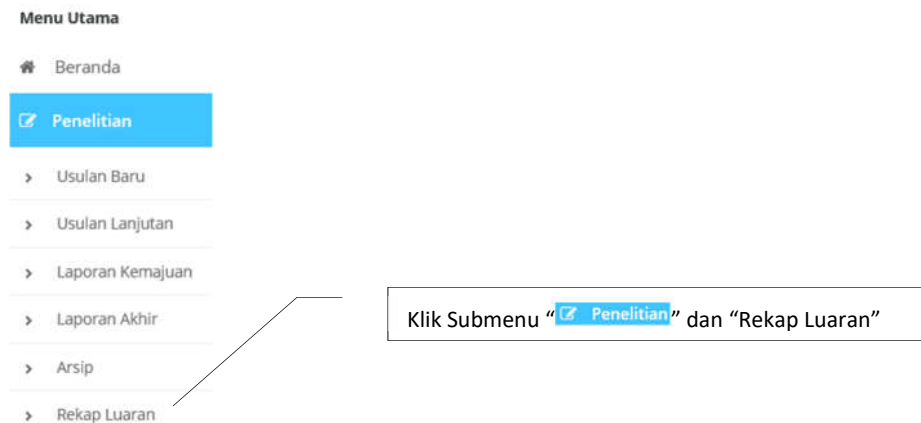 Menu Utama
Beranda
Penelitian
Usulan Baru
Usulan Lanjutan
Laporan Kemajuan
Laporan Akhir
Klik Submenu “ Penelitian” dan “Rekap Luaran”
Arsip
Rekap Luaran